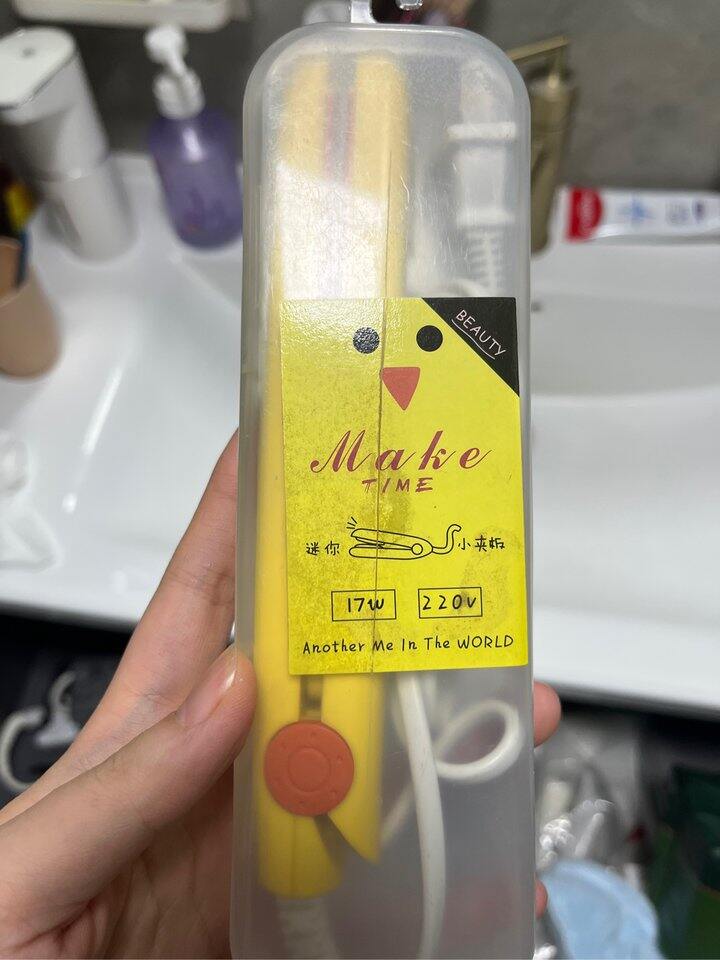 BEAUTY
Make
TIME
迷你 小夹板
17W 220V
Another Me In The WORLD